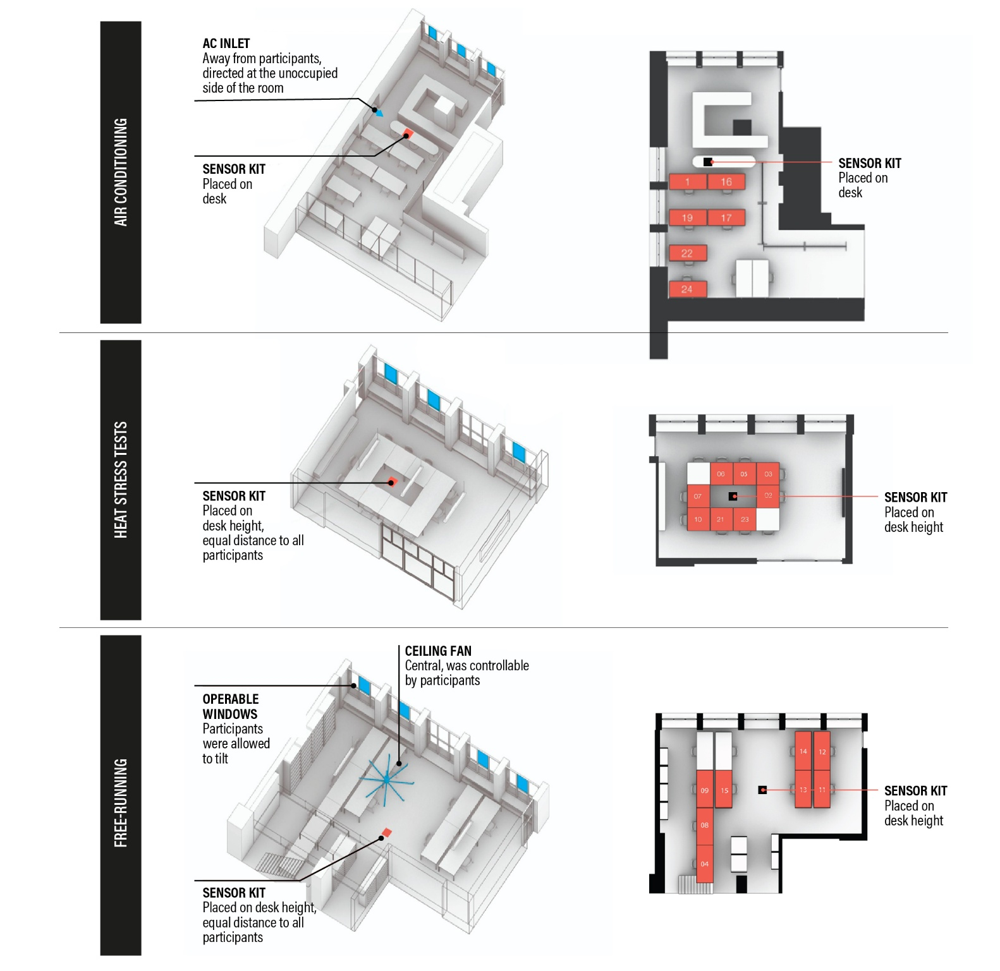 AIR CONDITIONING
AC INLET
Away from participants,
directed at the unoccupied
side of the room
SENSOR KIT
Placed on
desk
SENSOR KIT
Placed on
desk
1 16
19 17
22
24
HEAT STRESS TESTS
SENSOR KIT
Placed on
desk height,
equal distance to all
participants
06 05 03
07 02
10 21 23
SENSOR KIT
Placed on
desk height
FREE-RUNNING
CEILING FAN
Central, was controllable
by participants
OPERABLE
WINDOWS
Participants
were allowed
to tilt
SENSOR KIT
Placed on desk height,
equal distance to all
participants
14 12
09 15 13 11
08
04
SENSOR KIT
Placed on
desk height